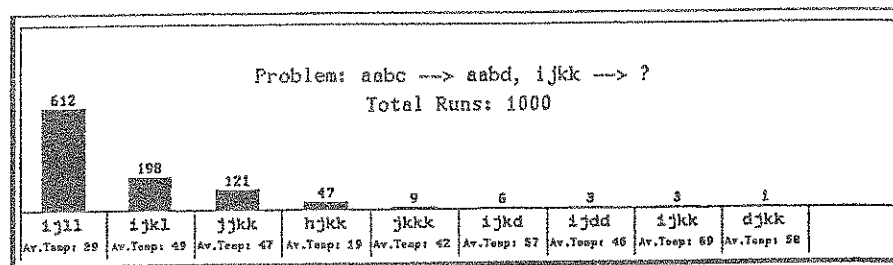 Problem: aabc --> aabd, ijkk --> ?
Total Runs: 1000
612
198
121
47
9
6
3
3
1
ijll
ijkl
jjkk
hjkk
jkkk
ijkd
ijdd
ijkk
djkk
Av.Temp: 29
Av.Temp: 49
Av.Temp: 47
Av.Temp: 19
Av.Temp: 42
Av.Temp: 57
Av.Temp: 46
Av.Temp: 69
Av.Temp: 58